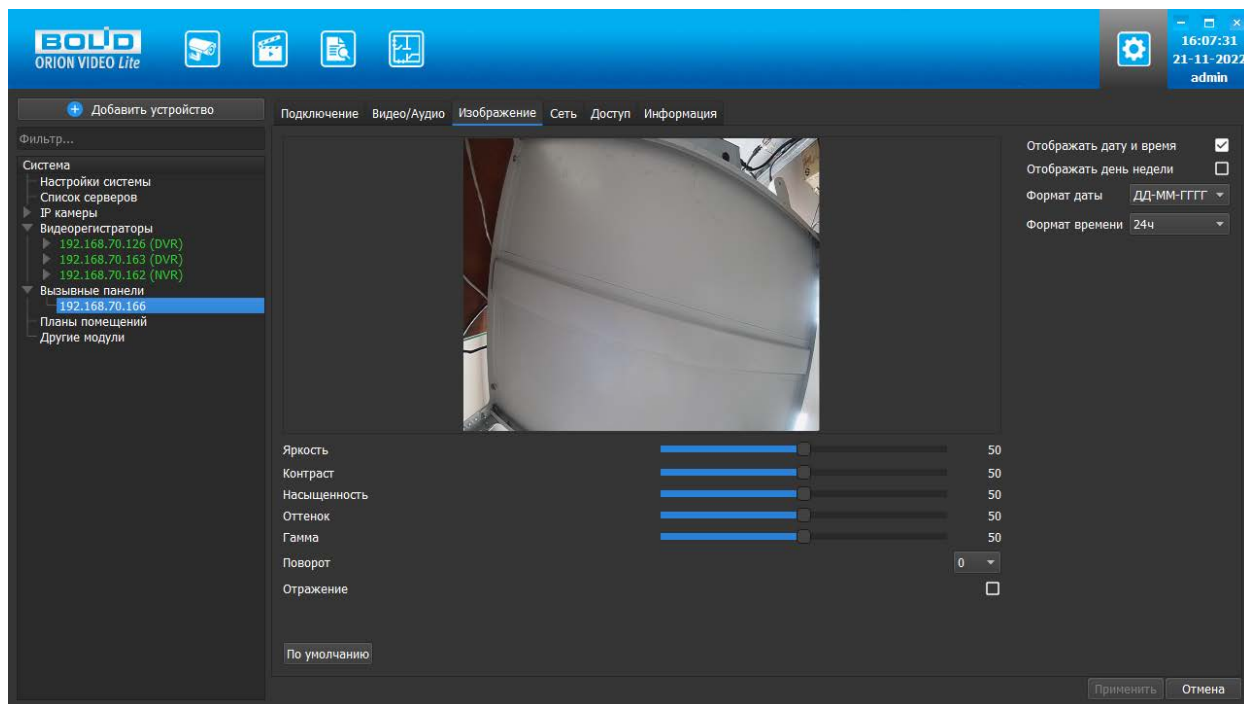 BOLID
ORION VIDEO Lite
16:07:31
21-11-2022
admin
Добавить устройство
Фильтр...
Система
Настройки системы
Список серверов
IP камеры
Видеорегистраторы
192.168.70.126 (DVR)
192.168.70.163 (DVR)
192.168.70.162 (NVR)
Вызывные панели
192.168.70.166
Планы помещений
Другие модули
Подключение Видео/Аудио Изображение Сеть Доступ Информация
Яркость 50
Контраст 50
Насыщенность 50
Оттенок 50
Гамма 50
Поворот 0
Отражение
По умолчанию
Отображать дату и время
Отображать день недели
Формат даты ДД-ММ-ГГГГ
Формат времени 24ч
Применить Отмена